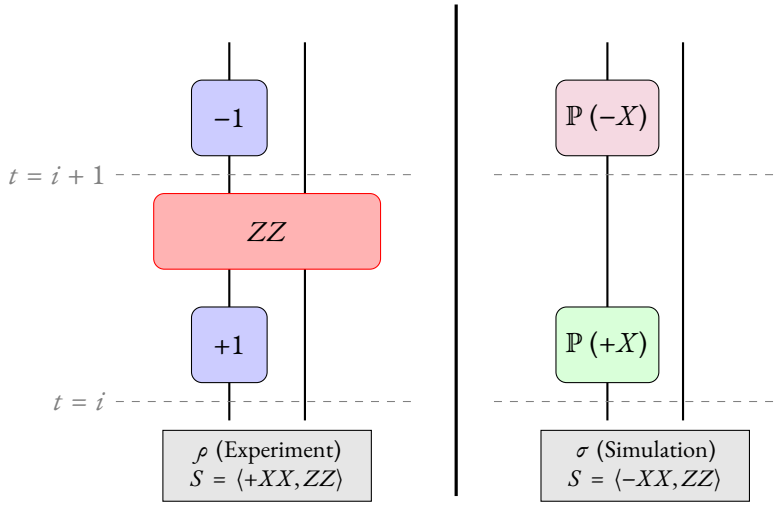 −1
ℙ (−X)
t = i + 1
ZZ
+1
ℙ (+X)
t = i
ρ (Experiment)
S = ⟨+XX, ZZ⟩
σ (Simulation)
S = ⟨−XX, ZZ⟩